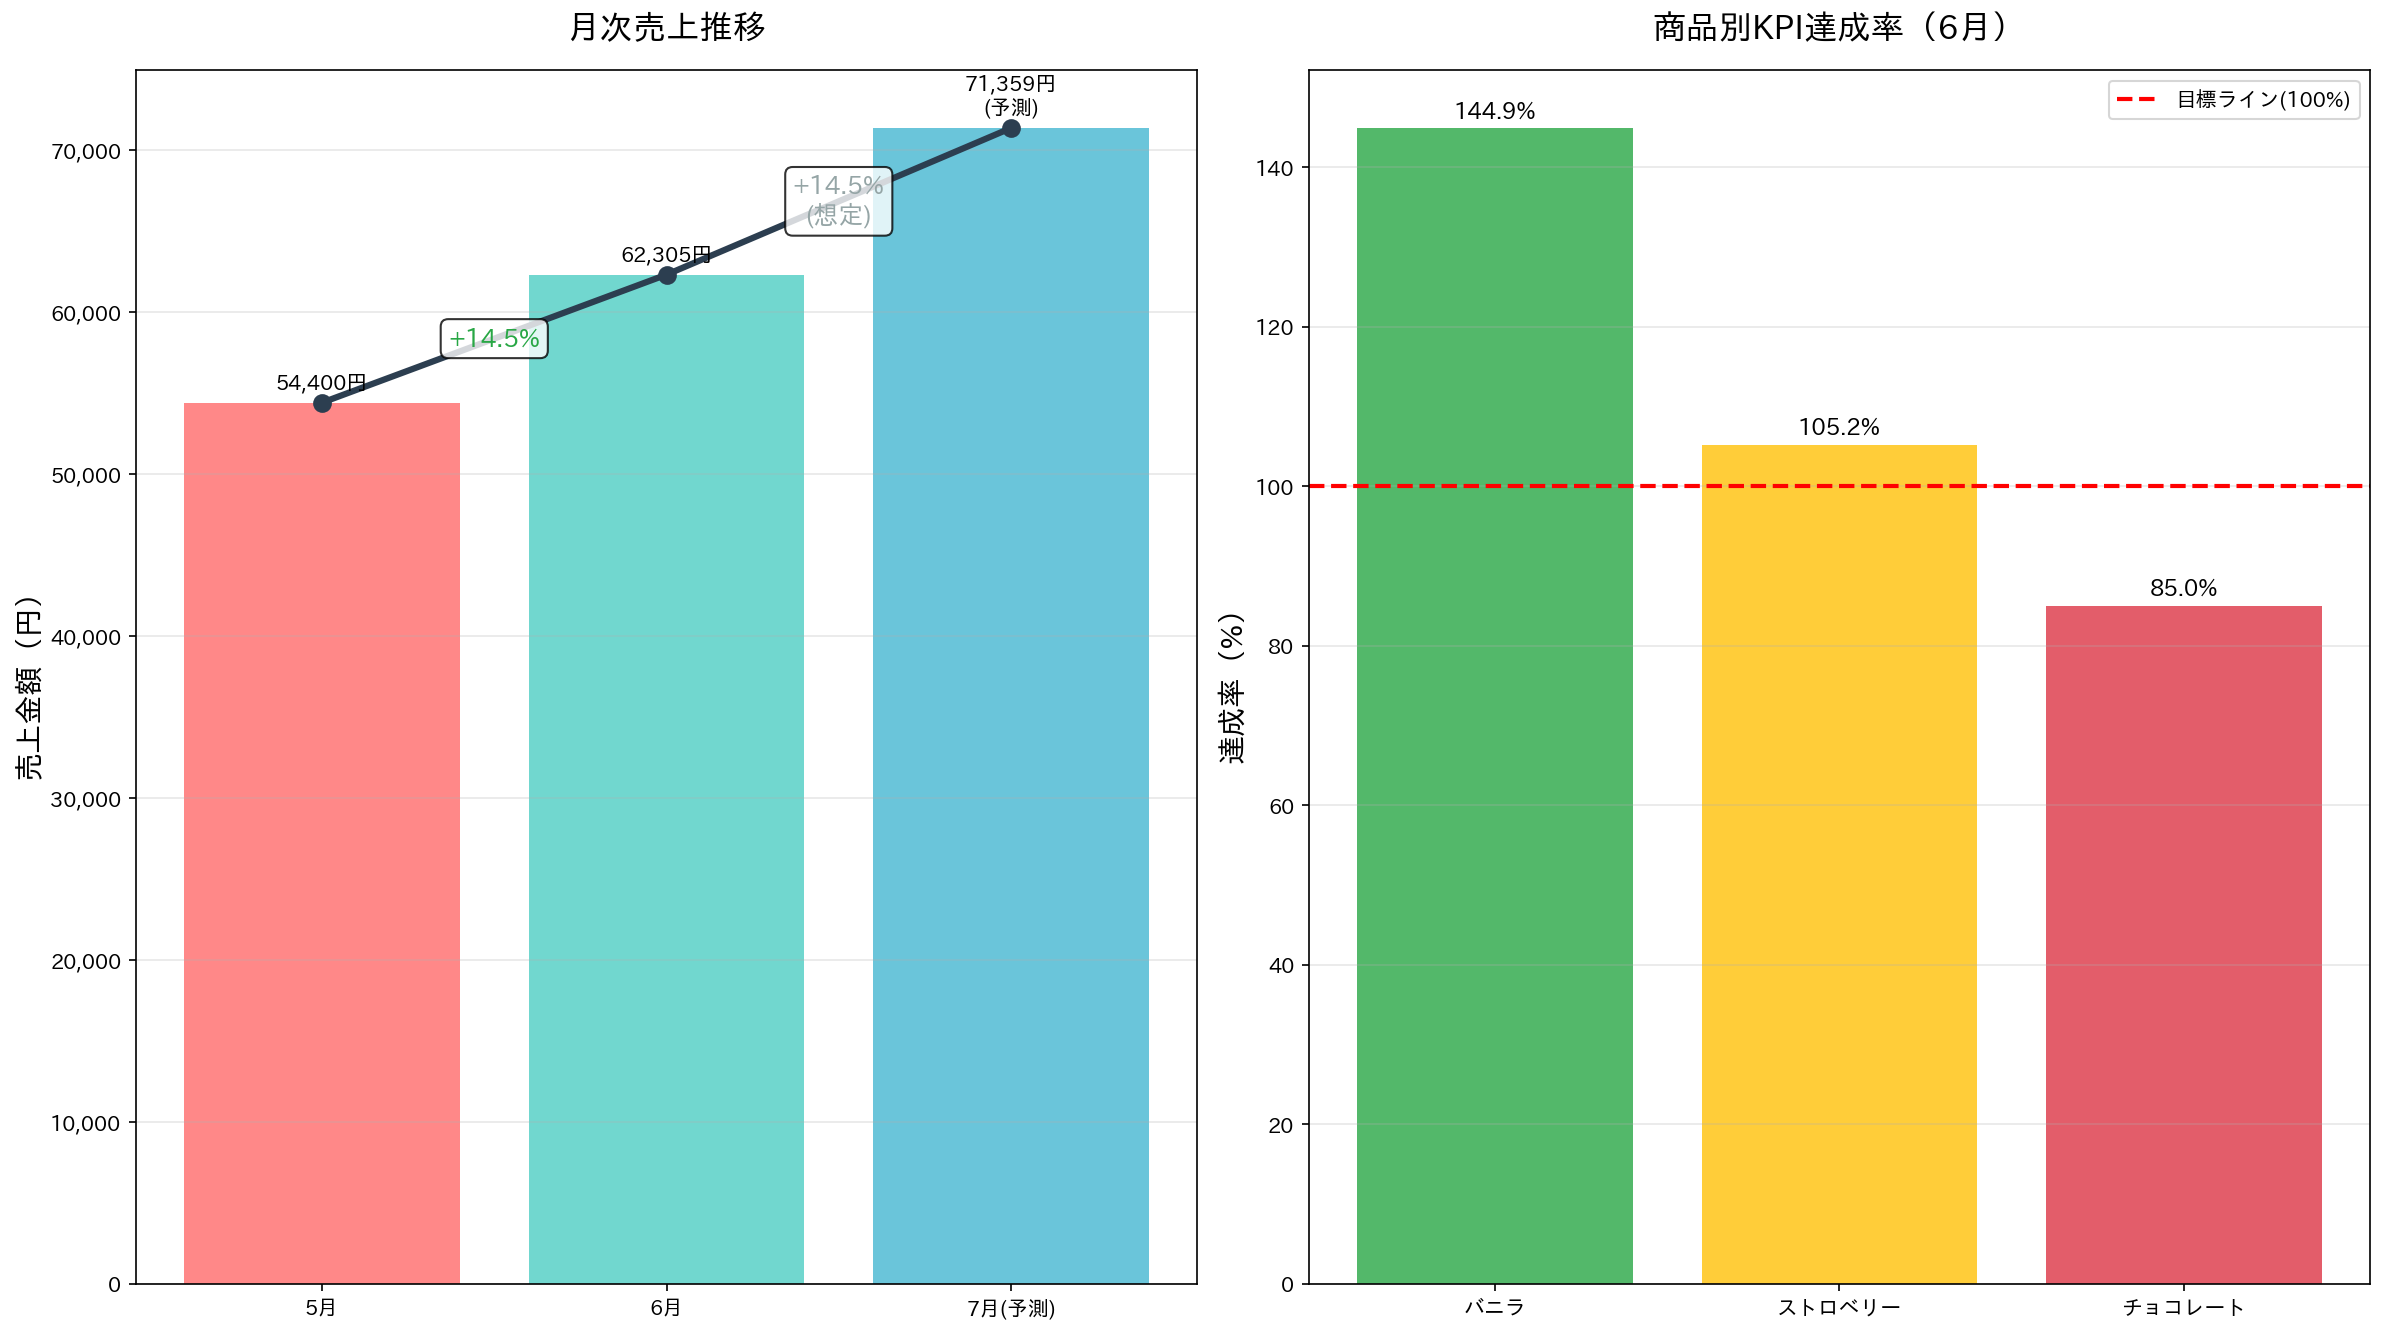 月次売上推移
売上金額（円）
70,000
60,000
50,000
40,000
30,000
20,000
10,000
0
54,400円
+14.5%
62,305円
+14.5%
(想定)
71,359円
(予測)
5月
6月
7月(予測)
商品別KPI達成率（6月）
達成率（%）
140
120
100
80
60
40
20
0
目標ライン(100%)
144.9%
105.2%
85.0%
バニラ
ストロベリー
チョコレート